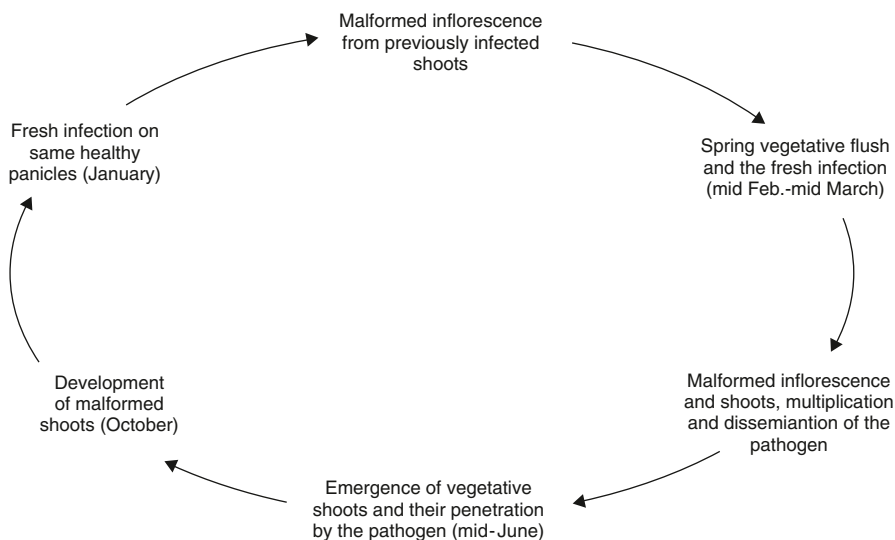 Malformed inflorescence
from previously infected
shoots
Spring vegetative flush
and the fresh infection
(mid Feb.-mid March)
Malformed inflorescence
and shoots, multiplication
and dissemiantion of the
pathogen
Emergence of vegetative
shoots and their penetration
by the pathogen (mid-June)
Development
of malformed
shoots (October)
Fresh infection on
same healthy
panicles (January)